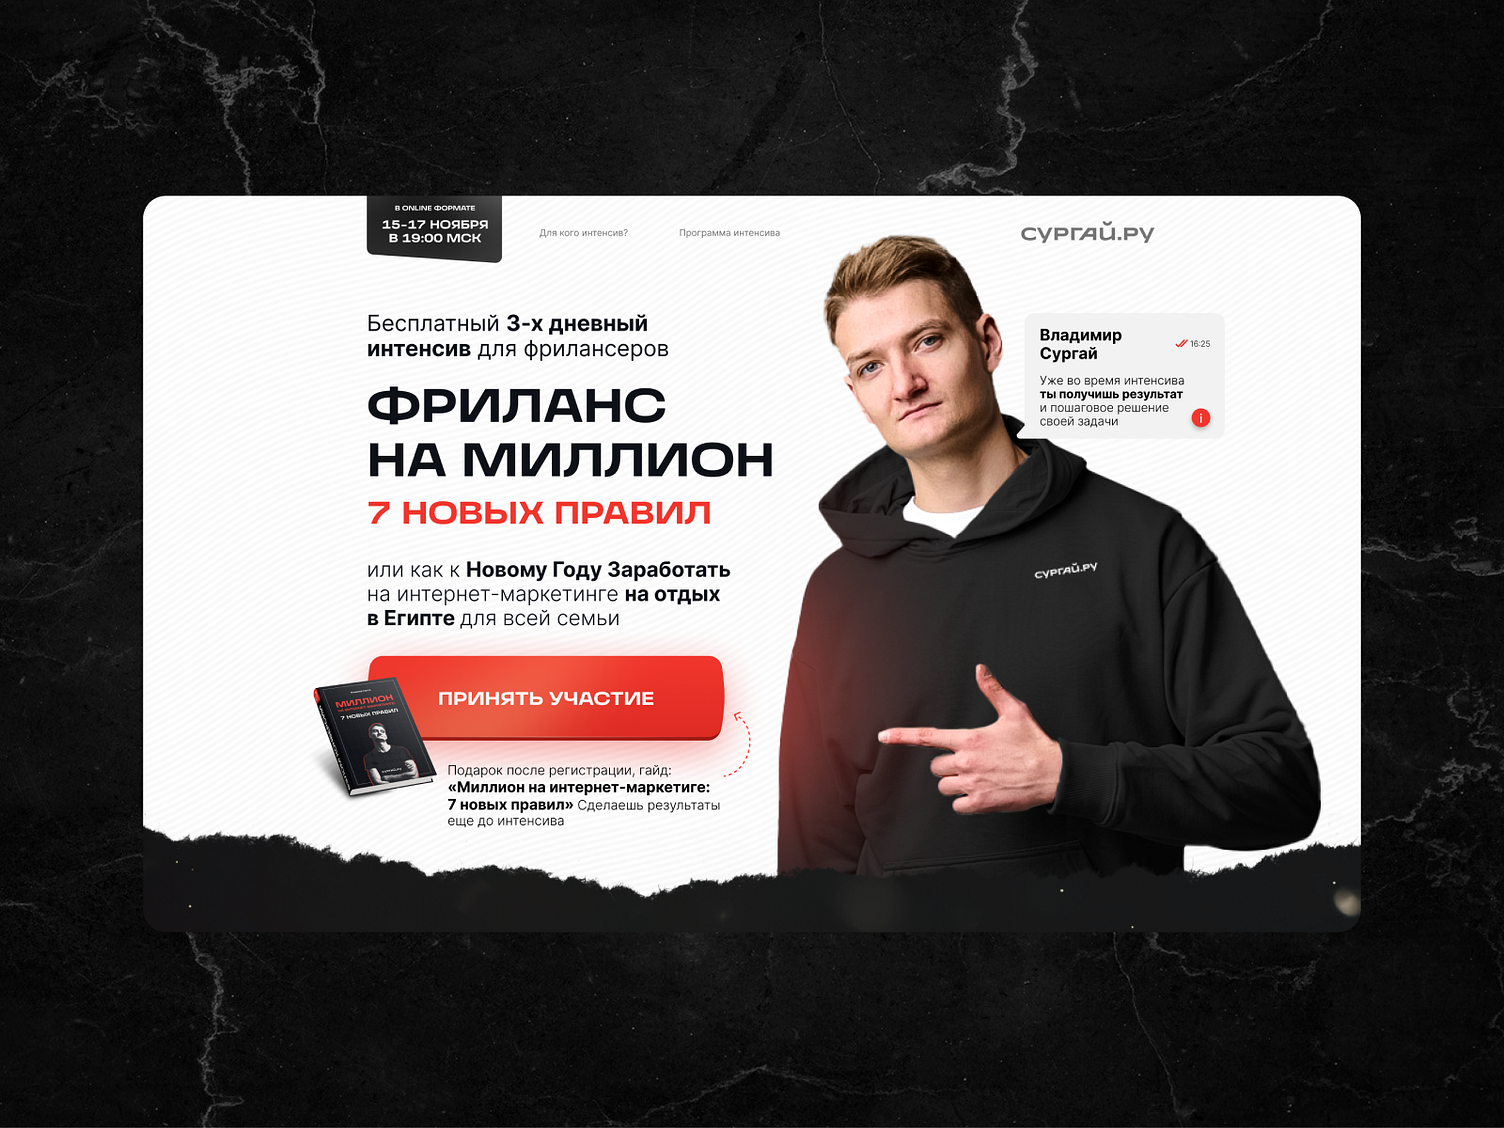 В ONLINE ФОРМАТЕ
15-17 НОЯБРЯ
В 19:00 МСК
Для кого интенсив?
Программа интенсива
СУРГАЙ.РУ
Бесплатный 3-х дневный
интенсив для фрилансеров
ФРИЛАНС
НА МИЛЛИОН
7 НОВЫХ ПРАВИЛ
или как к Новому Году Заработать
на интернет-маркетинге на отдых
в Египте для всей семьи
ПРИНЯТЬ УЧАСТИЕ
МИЛЛИОН
7 НОВЫХ ПРАВИЛ
СУРГАЙ.РУ
Подарок после регистрации, гайд:
«Миллион на интернет-маркетиге:
7 новых правил» Сделаешь результаты
еще до интенсива
Владимир
Сургай
16:25
Уже во время интенсива
ты получишь результат
и пошаговое решение
своей задачи
i
СУРГАЙ.РУ